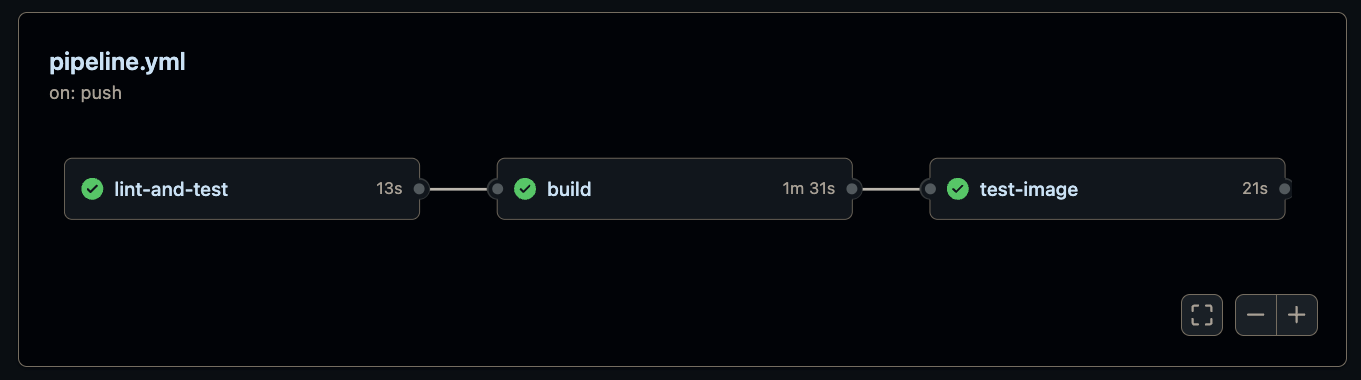 pipeline.yml
on: push
lint-and-test 13s
build 1m 31s
test-image 21s